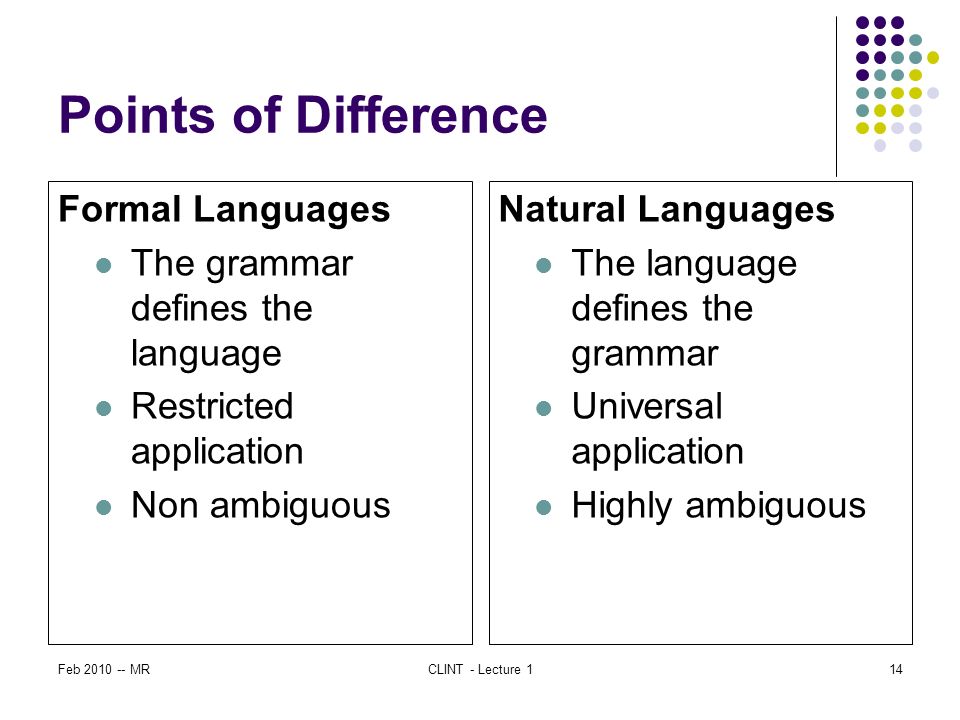 Points of Difference
Formal Languages
The grammar
defines the
language
Restricted
application
Non ambiguous
Natural Languages
The language
defines the
grammar
Universal
application
Highly ambiguous
Feb 2010 -- MR
CLINT - Lecture 1
14